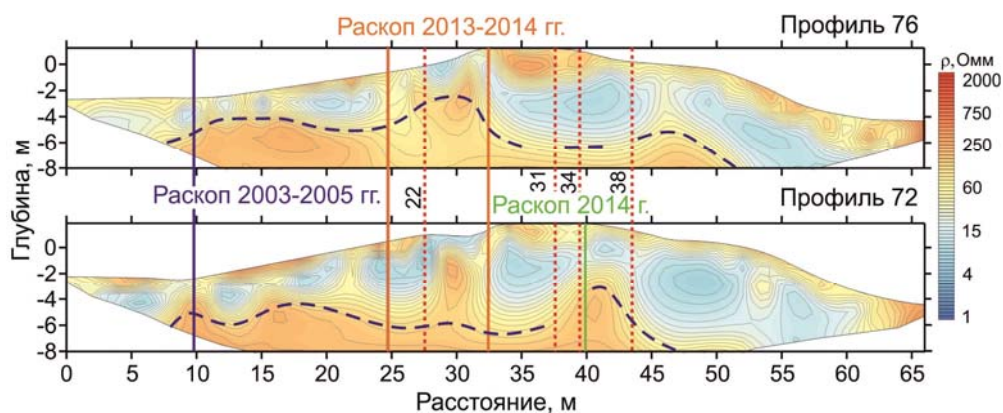 Раскоп 2013-2014 гг.
Профиль 76
0
-2
-4
-6
-8
ρ, Омм
2000
750
250
60
15
4
1
Глубина, м
Раскоп 2003-2005 гг.
22
31
34
38
Раскоп 2014 г.
Профиль 72
0
-2
-4
-6
-8
0 5 10 15 20 25 30 35 40 45 50 55 60 65
Расстояние, м